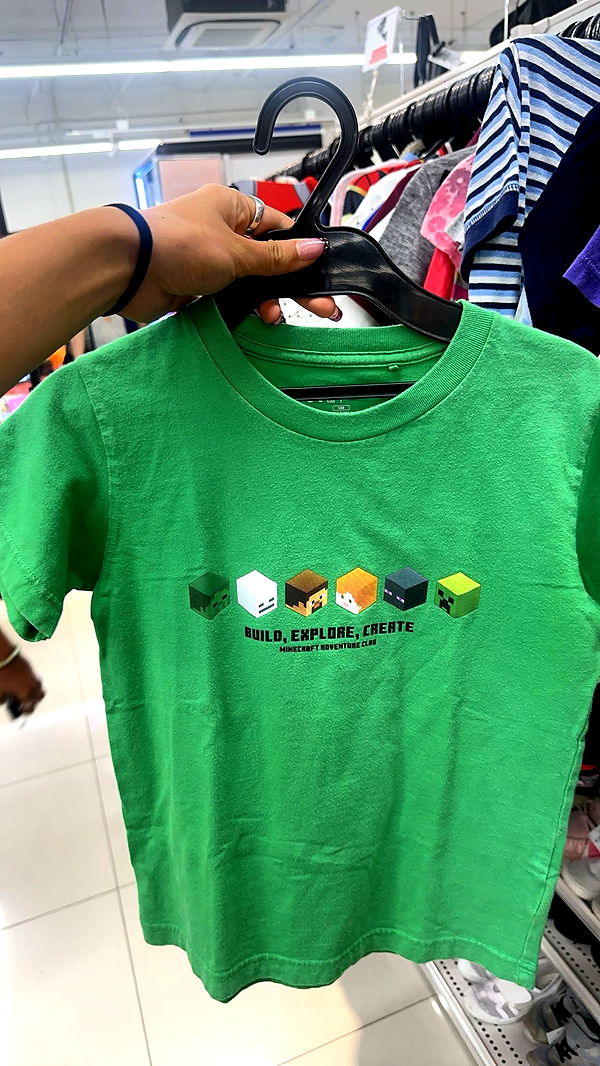 BUILD, EXPLORE, CREATE
MINECRAFT ADVENTURE CLUB